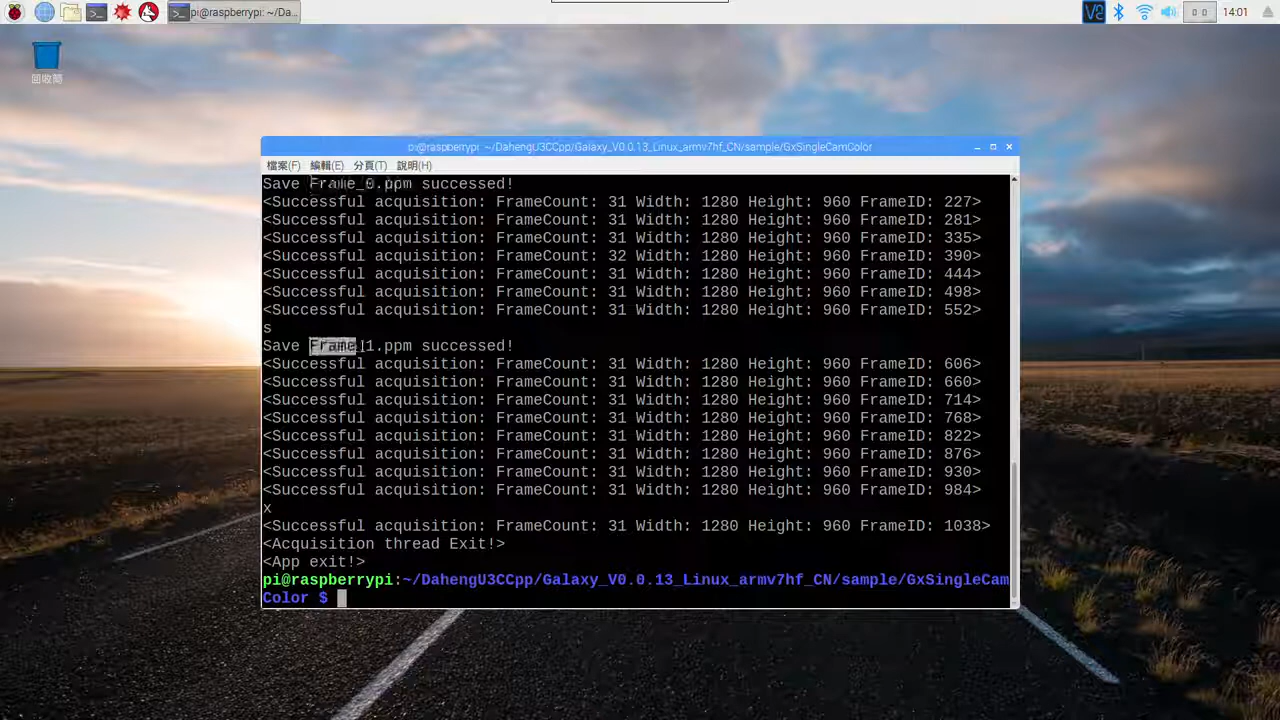 pi@raspberrypi: ~/Da...
14:01
回收筒
pi@raspberrypi: ~/DahengU3CCpp/Galaxy_V0.0.13_Linux_armv7hf_CN/sample/GxSingleCamColor
檔案(F) 編輯(E) 分頁(T) 說明(H)
Save Frame_0.ppm successed!
<Successful acquisition: FrameCount: 31 Width: 1280 Height: 960 FrameID: 227>
<Successful acquisition: FrameCount: 31 Width: 1280 Height: 960 FrameID: 281>
<Successful acquisition: FrameCount: 31 Width: 1280 Height: 960 FrameID: 335>
<Successful acquisition: FrameCount: 32 Width: 1280 Height: 960 FrameID: 390>
<Successful acquisition: FrameCount: 31 Width: 1280 Height: 960 FrameID: 444>
<Successful acquisition: FrameCount: 31 Width: 1280 Height: 960 FrameID: 498>
<Successful acquisition: FrameCount: 31 Width: 1280 Height: 960 FrameID: 552>
s
Save Frame_1.ppm successed!
<Successful acquisition: FrameCount: 31 Width: 1280 Height: 960 FrameID: 606>
<Successful acquisition: FrameCount: 31 Width: 1280 Height: 960 FrameID: 660>
<Successful acquisition: FrameCount: 31 Width: 1280 Height: 960 FrameID: 714>
<Successful acquisition: FrameCount: 31 Width: 1280 Height: 960 FrameID: 768>
<Successful acquisition: FrameCount: 31 Width: 1280 Height: 960 FrameID: 822>
<Successful acquisition: FrameCount: 31 Width: 1280 Height: 960 FrameID: 876>
<Successful acquisition: FrameCount: 31 Width: 1280 Height: 960 FrameID: 930>
<Successful acquisition: FrameCount: 31 Width: 1280 Height: 960 FrameID: 984>
x
<Successful acquisition: FrameCount: 31 Width: 1280 Height: 960 FrameID: 1038>
<Acquisition thread Exit!>
<App exit!>
pi@raspberrypi:~/DahengU3CCpp/Galaxy_V0.0.13_Linux_armv7hf_CN/sample/GxSingleCam
Color $